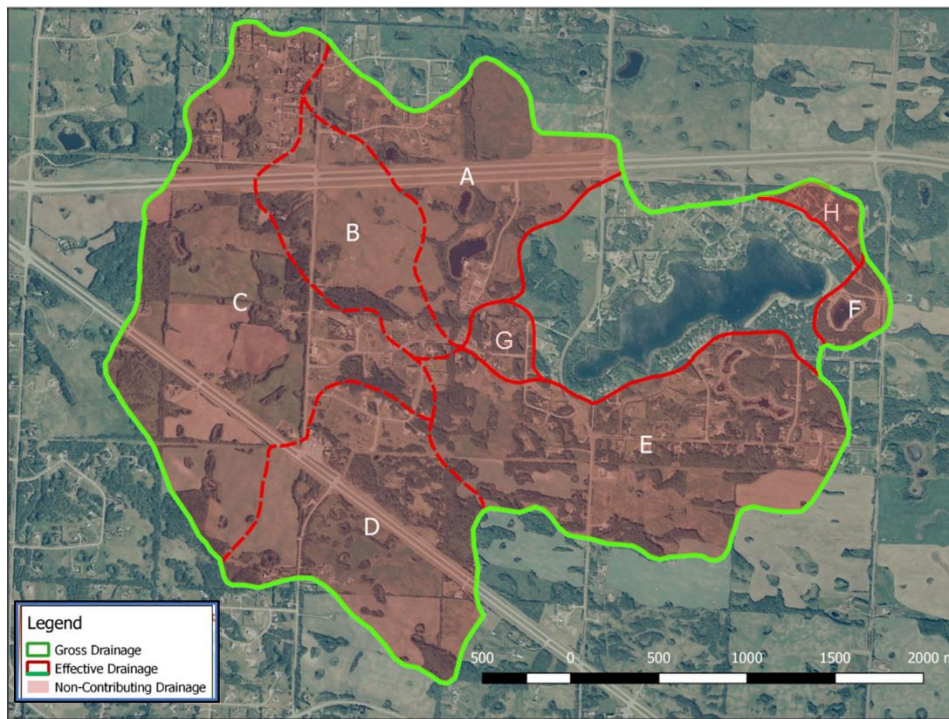 A
B
H
C
F
G
E
D
Legend
Gross Drainage
Effective Drainage
Non-Contributing Drainage
500 0 500 1000 1500 2000 m